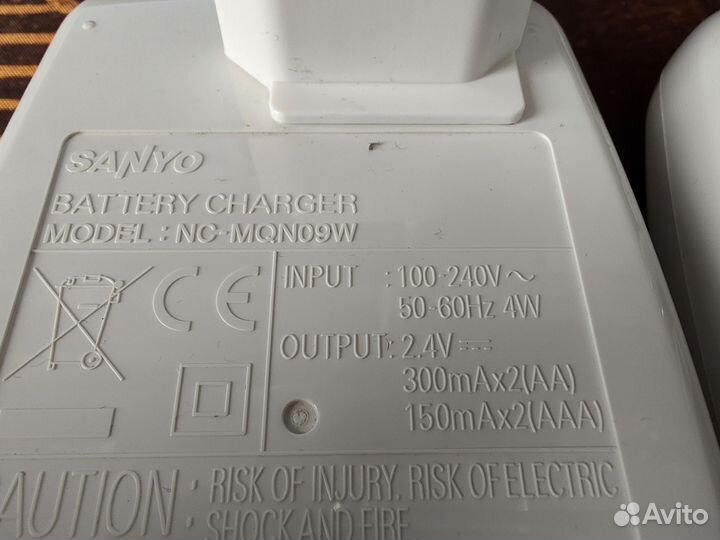 SANYO
BATTERY CHARGER
MODEL : NC-MQN09W
CE
INPUT : 100-240V~
50-60Hz 4W
OUTPUT: 2.4V⎓
300mAx2(AA)
150mAx2(AAA)
CAUTION : RISK OF INJURY. RISK OF ELECTRIC
SHOCK AND FIRE
Avito